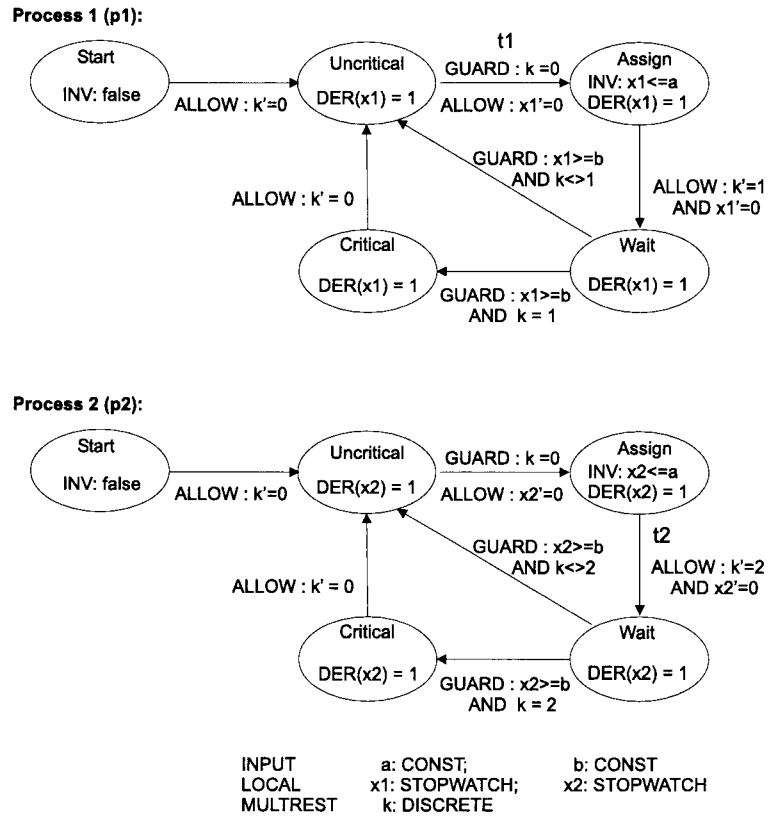 Process 1 (p1):
t1
Start
Uncritical
Assign
GUARD : k =0
INV: false
INV: x1<=a
DER(x1) = 1
ALLOW : k'=0
DER(x1) = 1
ALLOW : x1'=0
GUARD : x1>=b
AND k<>1
ALLOW : k'=1
AND x1'=0
ALLOW : k' = 0
Critical
Wait
DER(x1) = 1
DER(x1) = 1
GUARD : x1>=b
AND k = 1
Process 2 (p2):
Start
Uncritical
Assign
GUARD : k =0
INV: false
INV: x2<=a
DER(x2) = 1
ALLOW : k'=0
DER(x2) = 1
ALLOW : x2'=0
t2
GUARD : x2>=b
AND k<>2
ALLOW : k'=2
AND x2'=0
ALLOW : k' = 0
Critical
Wait
DER(x2) = 1
DER(x2) = 1
GUARD : x2>=b
AND k = 2
INPUT a: CONST; b: CONST
LOCAL x1: STOPWATCH; x2: STOPWATCH
MULTREST k: DISCRETE